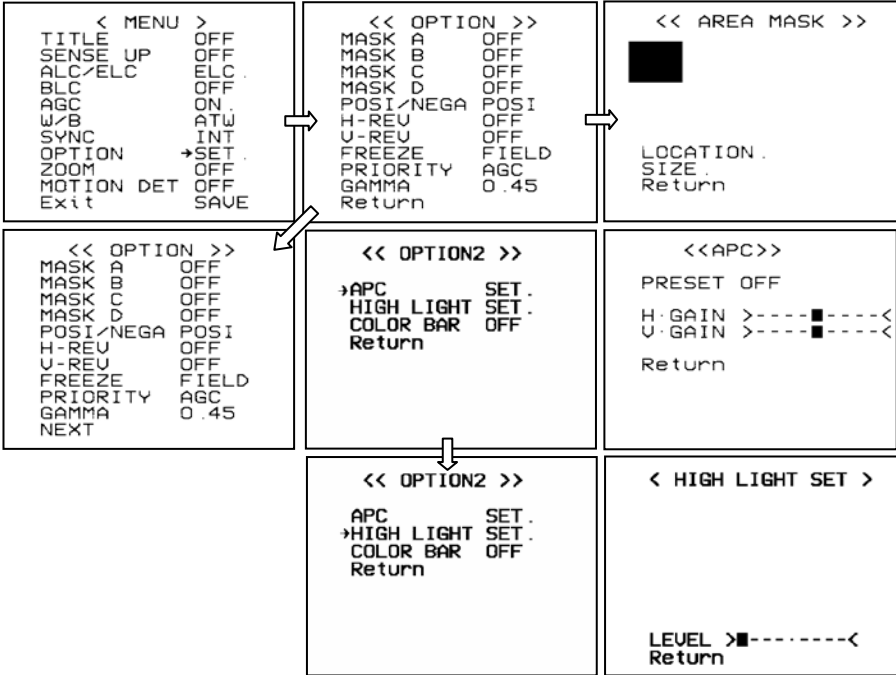 < MENU >
TITLE OFF
SENSE UP OFF
ALC/ELC ELC.
BLC OFF
AGC ON.
W/B ATW
SYNC INT
OPTION →SET.
ZOOM OFF
MOTION DET OFF
Exit SAVE
<< OPTION >>
MASK A OFF
MASK B OFF
MASK C OFF
MASK D OFF
POSI/NEGA POSI
H-REV OFF
V-REV OFF
FREEZE FIELD
PRIORITY AGC
GAMMA 0.45
Return
<< AREA MASK >>
LOCATION.
SIZE.
Return
<< OPTION >>
MASK A OFF
MASK B OFF
MASK C OFF
MASK D OFF
POSI/NEGA POSI
H-REV OFF
V-REV OFF
FREEZE FIELD
PRIORITY AGC
GAMMA 0.45
NEXT
<< OPTION2 >>
→APC SET.
HIGH LIGHT SET.
COLOR BAR OFF
Return
<<APC>>
PRESET OFF
H·GAIN >----■----<
V·GAIN >----■----<
Return
<< OPTION2 >>
APC SET.
→HIGH LIGHT SET.
COLOR BAR OFF
Return
< HIGH LIGHT SET >
LEVEL >■---·----<
Return